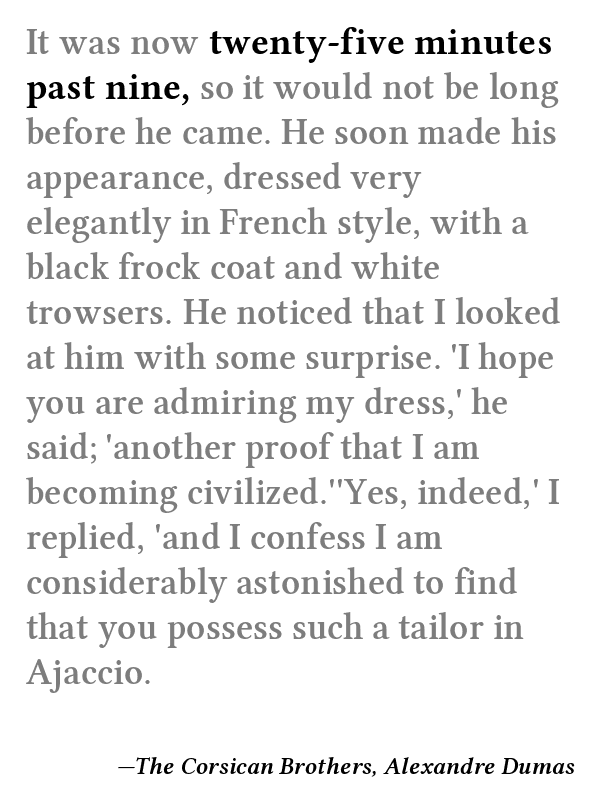 It was now twenty-five minutes
past nine, so it would not be long
before he came. He soon made his
appearance, dressed very
elegantly in French style, with a
black frock coat and white
trowsers. He noticed that I looked
at him with some surprise. 'I hope
you are admiring my dress,' he
said; 'another proof that I am
becoming civilized.''Yes, indeed,' I
replied, 'and I confess I am
considerably astonished to find
that you possess such a tailor in
Ajaccio.
—The Corsican Brothers, Alexandre Dumas